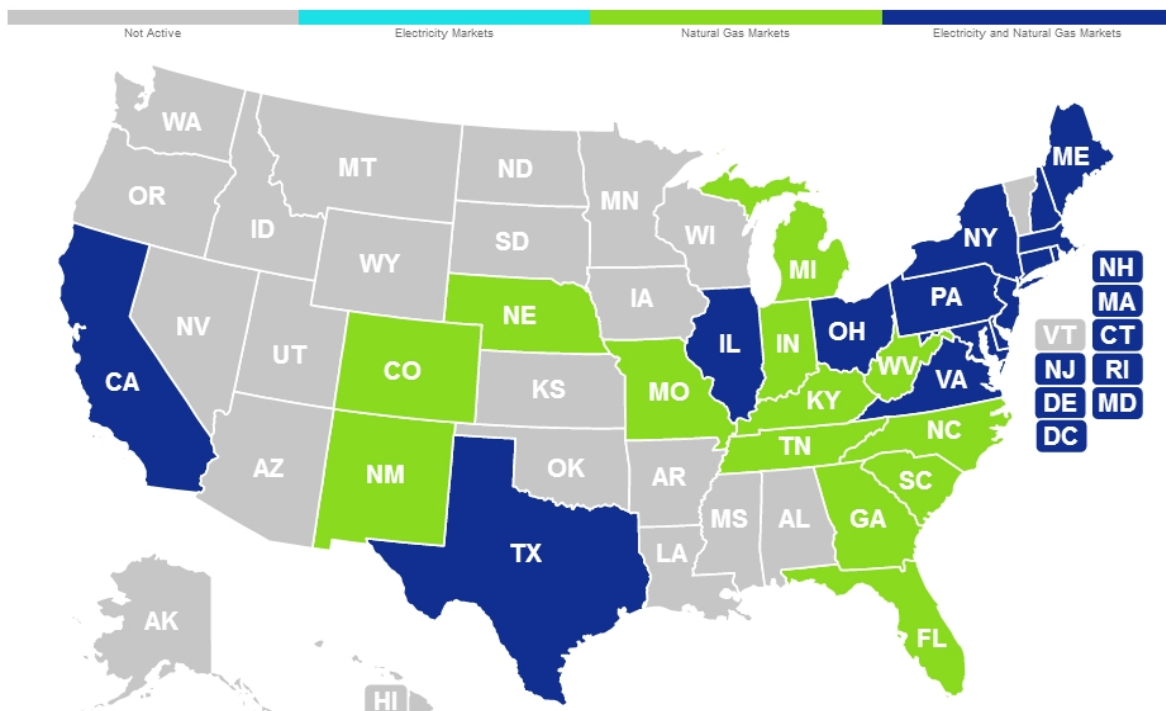 Not Active
Electricity Markets
Natural Gas Markets
Electricity and Natural Gas Markets
WA
MT
ND
MN
OR
ID
SD
WI
WY
MI
IA
NE
NV
UT
CO
CA
KS
MO
IL
IN
OH
KY
WV
VA
PA
NY
ME
NH
MA
VT
CT
NJ
RI
DE
MD
DC
AZ
NM
OK
AR
TN
NC
SC
MS
AL
GA
TX
LA
FL
AK
HI